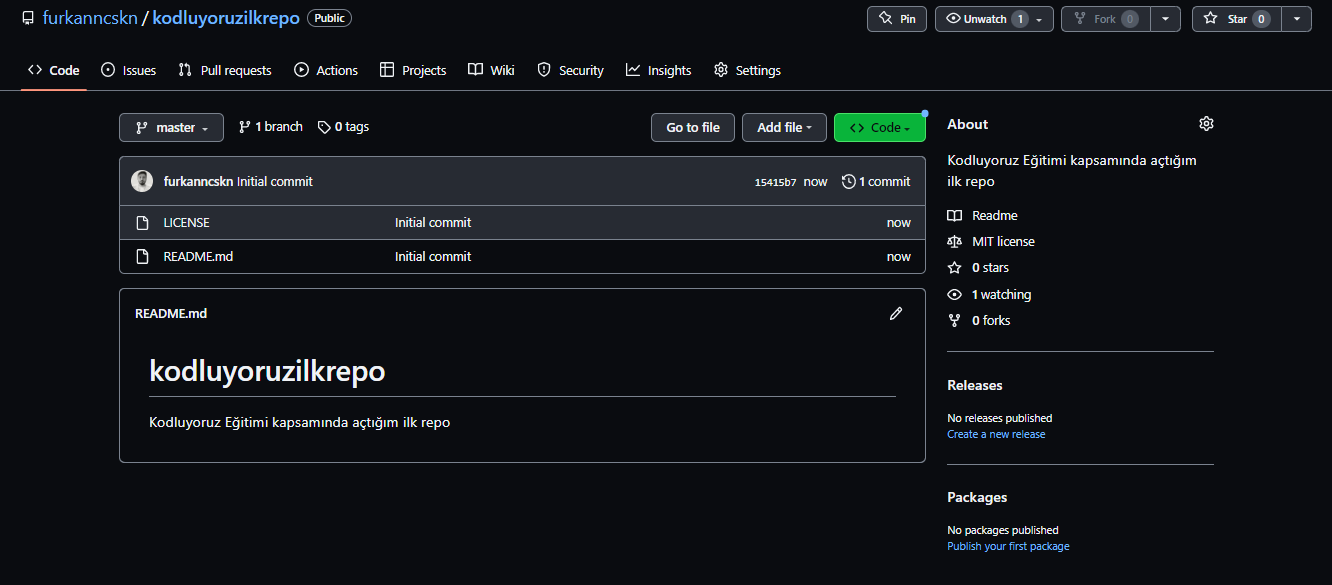 furkanncskn / kodluyoruzilkrepo Public Pin Unwatch 1 Fork 0 Star 0
Code Issues Pull requests Actions Projects Wiki Security Insights Settings
master 1 branch 0 tags Go to file Add file Code
furkanncskn Initial commit 15415b7 now 1 commit
LICENSE Initial commit now
README.md Initial commit now
README.md
kodluyoruzilkrepo
Kodluyoruz Eğitimi kapsamında açtığım ilk repo
About
Kodluyoruz Eğitimi kapsamında açtığım
ilk repo
Readme
MIT license
0 stars
1 watching
0 forks
Releases
No releases published
Create a new release
Packages
No packages published
Publish your first package